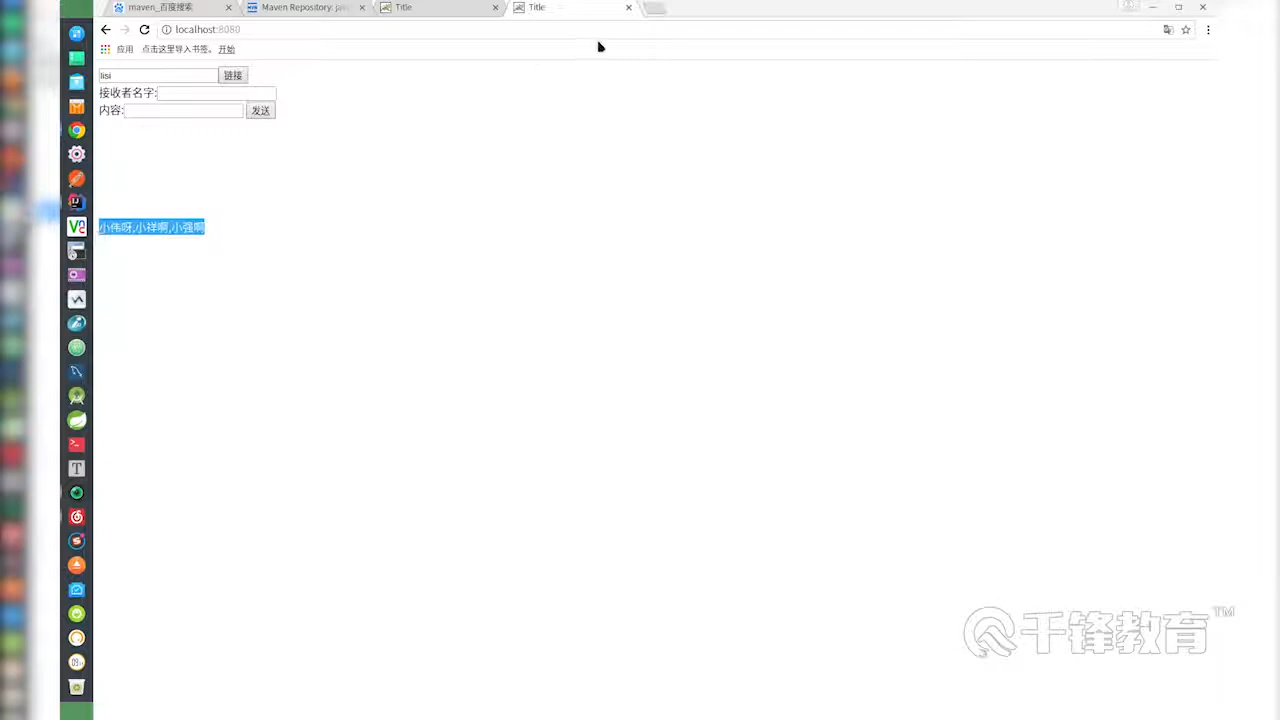 maven_百度搜索
Maven Repository:
Title
Title
localhost:8080
应用 点击这里导入书签。 开始
lisi 链接
接收者名字:
内容: 发送
小伟呀,小祥啊,小强啊
千锋教育 TM